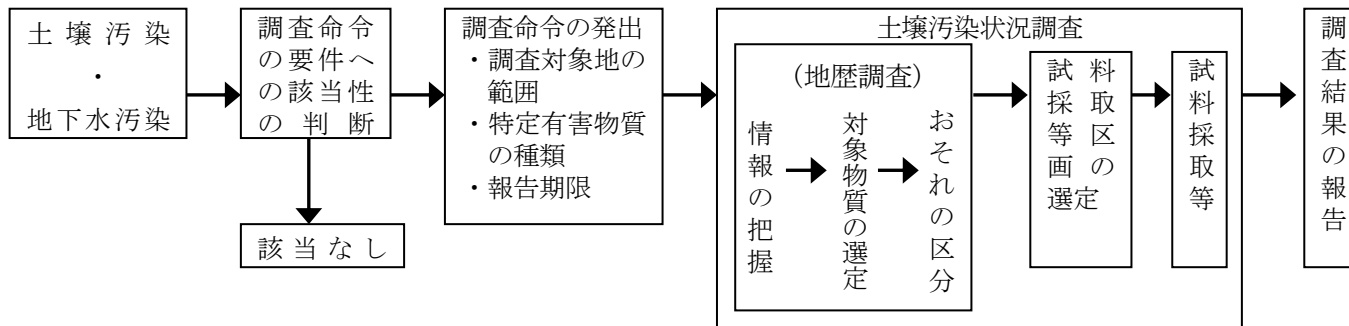 土壌汚染
・
地下水汚染
調査命令
の要件へ
の該当性
の判断
該当なし
調査命令の発出
・調査対象地の
範囲
・特定有害物質
の種類
・報告期限
土壌汚染状況調査
(地歴調査)
情報の把握
対象物質の選定
おそれの区分
試料
採取
等区
画の
選定
試料採取等
調査結果の報告